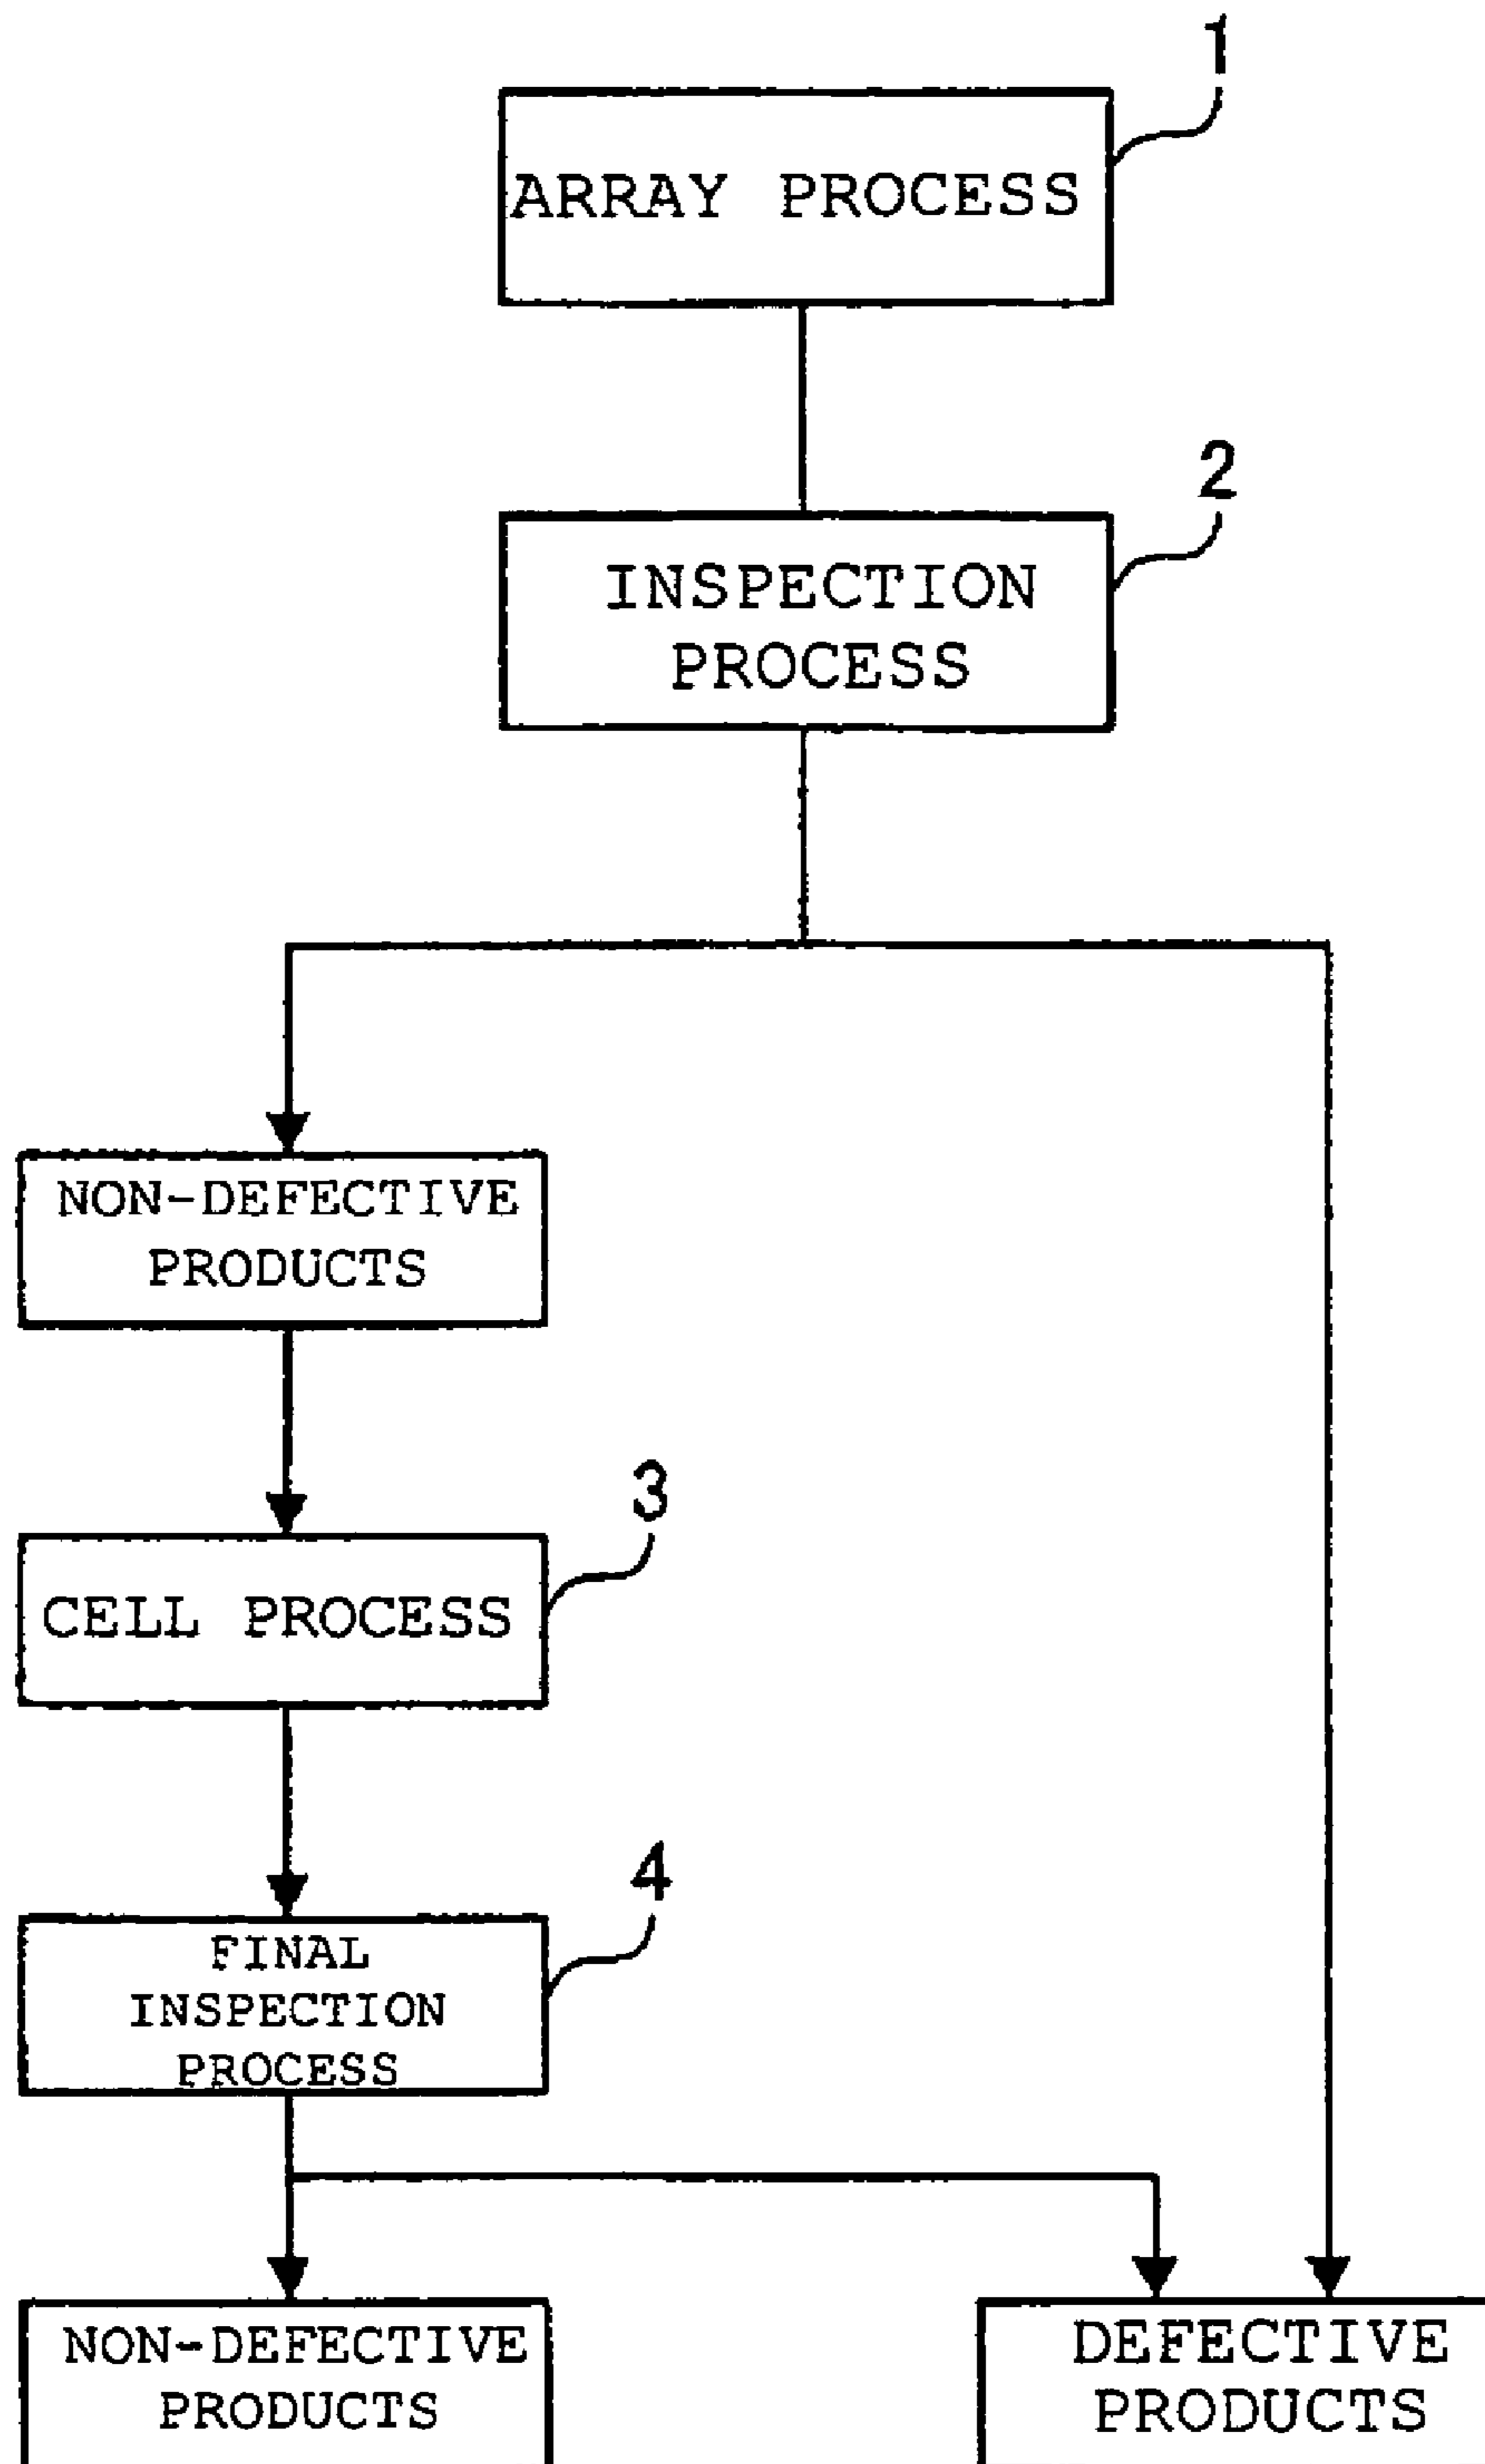 1
ARRAY PROCESS
2
INSPECTION
PROCESS
NON-DEFECTIVE
PRODUCTS
3
CELL PROCESS
4
FINAL
INSPECTION
PROCESS
NON-DEFECTIVE
PRODUCTS
DEFECTIVE
PRODUCTS